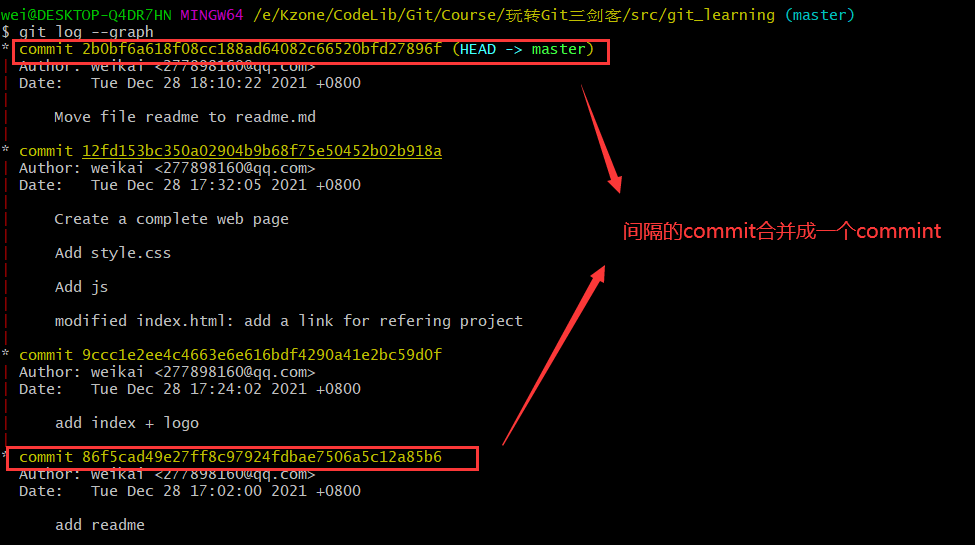 wei@DESKTOP-Q4DR7HN MINGW64 /e/Kzone/CodeLib/Git/Course/玩转Git三剑客/src/git_learning (master)
$ git log --graph
* commit 2b0bf6a618f08cc188ad64082c66520bfd27896f (HEAD -> master)
| Author: weikai <277898160@qq.com>
| Date:   Tue Dec 28 18:10:22 2021 +0800
|
|     Move file readme to readme.md
|
* commit 12fd153bc350a02904b9b68f75e50452b02b918a
| Author: weikai <277898160@qq.com>
| Date:   Tue Dec 28 17:32:05 2021 +0800
|
|     Create a complete web page
|
|     Add style.css
|
|     Add js
|
|     modified index.html: add a link for refering project
|
* commit 9ccc1e2ee4c4663e6e616bdf4290a41e2bc59d0f
| Author: weikai <277898160@qq.com>
| Date:   Tue Dec 28 17:24:02 2021 +0800
|
|     add index + logo
|
* commit 86f5cad49e27ff8c97924fdbae7506a5c12a85b6
Author: weikai <277898160@qq.com>
Date:   Tue Dec 28 17:02:00 2021 +0800
add readme
间隔的commit合并成一个commint